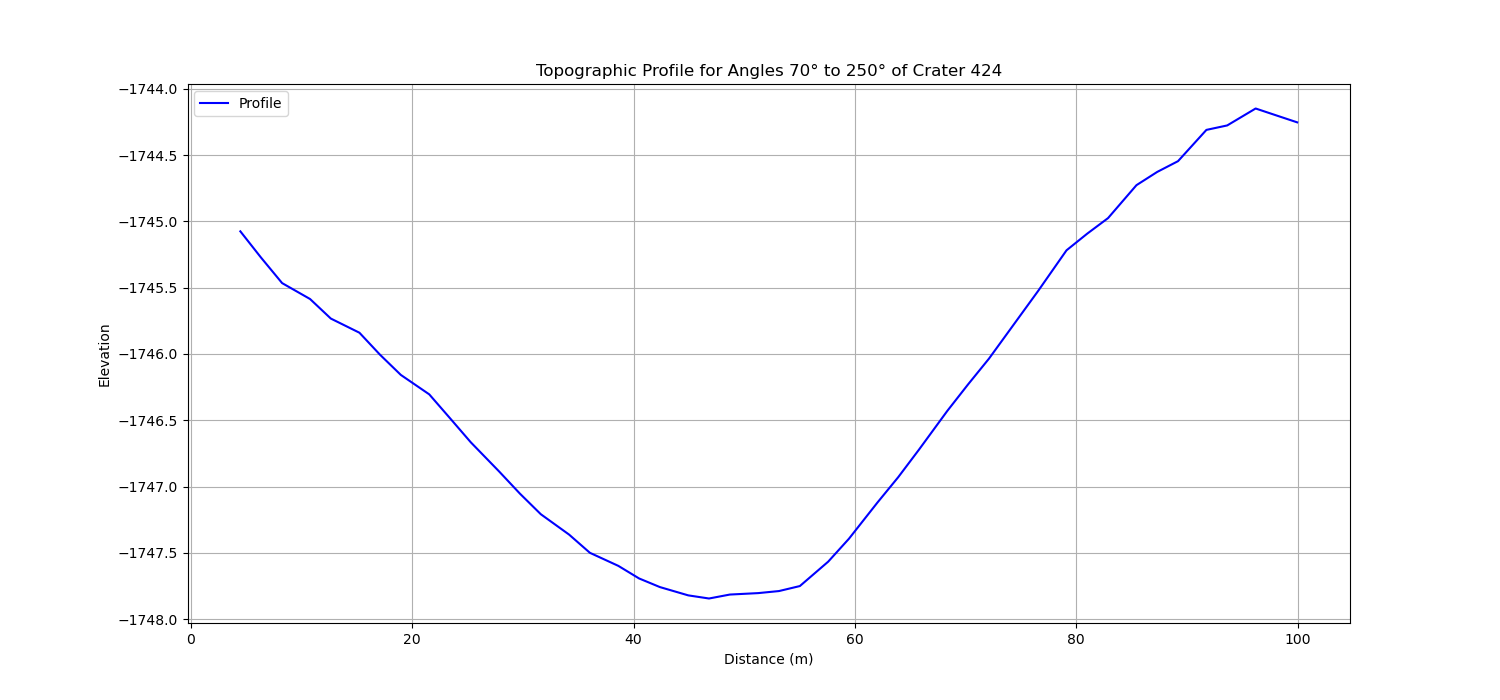 Topographic Profile for Angles 70° to 250° of Crater 424
Profile
−1744.0
−1744.5
−1745.0
−1745.5
−1746.0
−1746.5
−1747.0
−1747.5
−1748.0
Elevation
0 20 40 60 80 100
Distance (m)